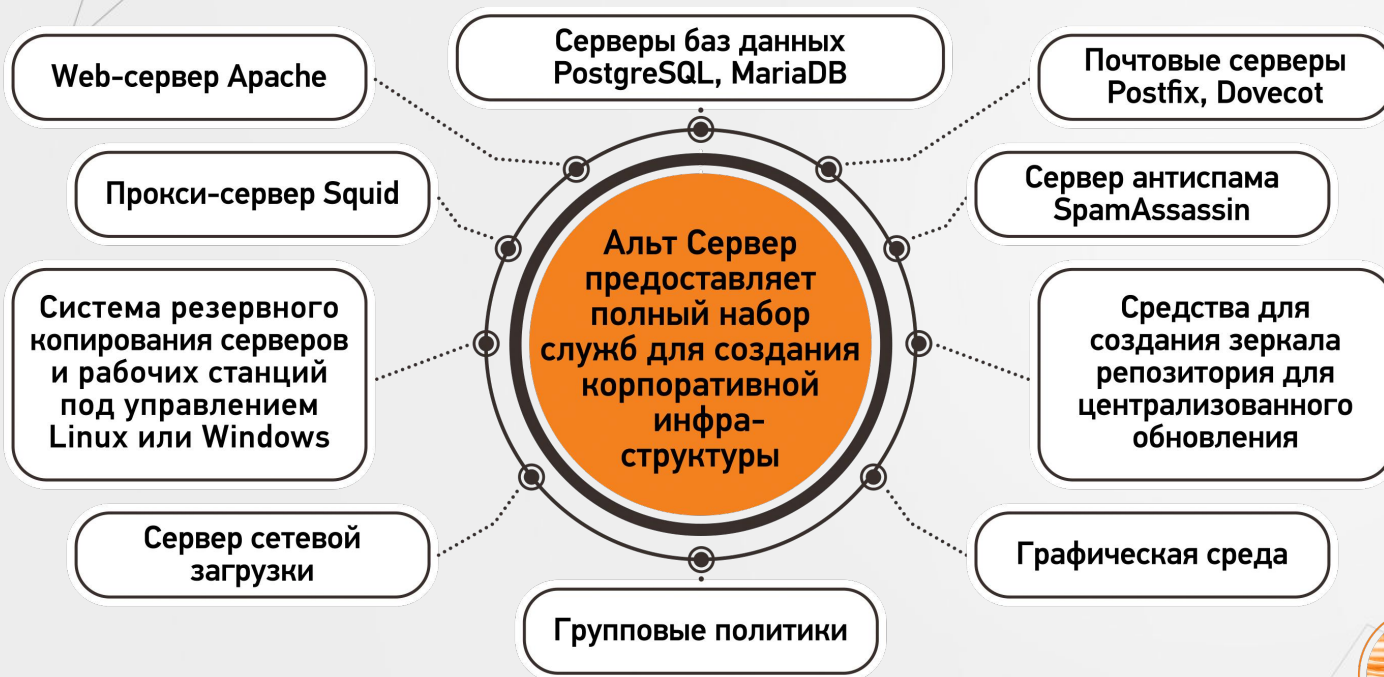 Web-сервер Apache
Серверы баз данных
PostgreSQL, MariaDB
Почтовые серверы
Postfix, Dovecot
Прокси-сервер Squid
Сервер антиспама
SpamAssassin
Система резервного
копирования серверов
и рабочих станций
под управлением
Linux или Windows
Альт Сервер
предоставляет
полный набор
служб для создания
корпоративной
инфра-
структуры
Средства для
создания зеркала
репозитория для
централизованного
обновления
Сервер сетевой
загрузки
Графическая среда
Групповые политики